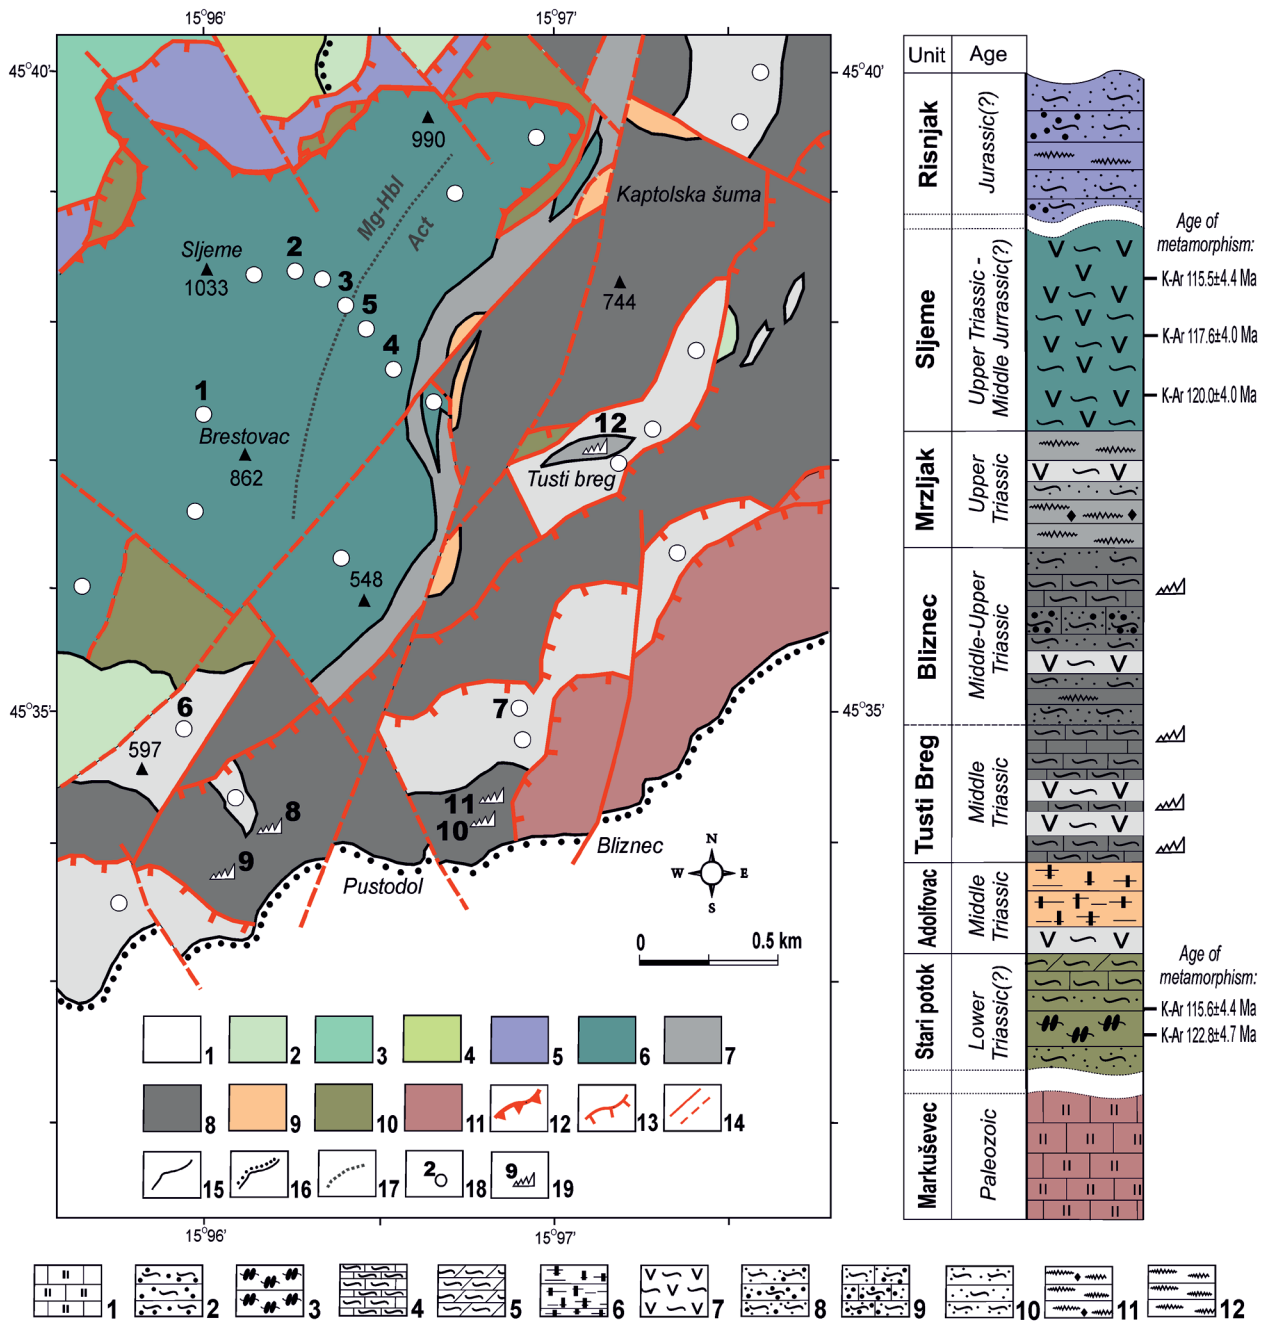 15°96'
15°97'
45°40'
45°40'
990
Mg-Hbl
Act
Kaptolska šuma
Sljeme
1033
2
3
5
4
744
1
Brestovac
862
12
Tusti breg
548
45°35'
45°35'
6
597
7
8
9
11
10
Bliznec
Pustodol
N
W
E
S
0
0.5 km
1
2
3
4
5
6
7
8
9
10
11
12
13
14
15
16
17
2
18
9
19
15°96'
15°97'
Unit
Age
Risnjak
Jurassic(?)
Sljeme
Upper Triassic -
Middle Jurrassic(?)
Mrzljak
Upper
Triassic
Bliznec
Middle-Upper
Triassic
Tusti Breg
Middle
Triassic
Adolfovac
Middle
Triassic
Stari potok
Lower
Triassic(?)
Markuševec
Paleozoic
Age of
metamorphism:
K-Ar 115.5±4.4 Ma
K-Ar 117.6±4.0 Ma
K-Ar 120.0±4.0 Ma
Age of
metamorphism:
K-Ar 115.6±4.4 Ma
K-Ar 122.8±4.7 Ma
1
2
3
4
5
6
7
8
9
10
11
12